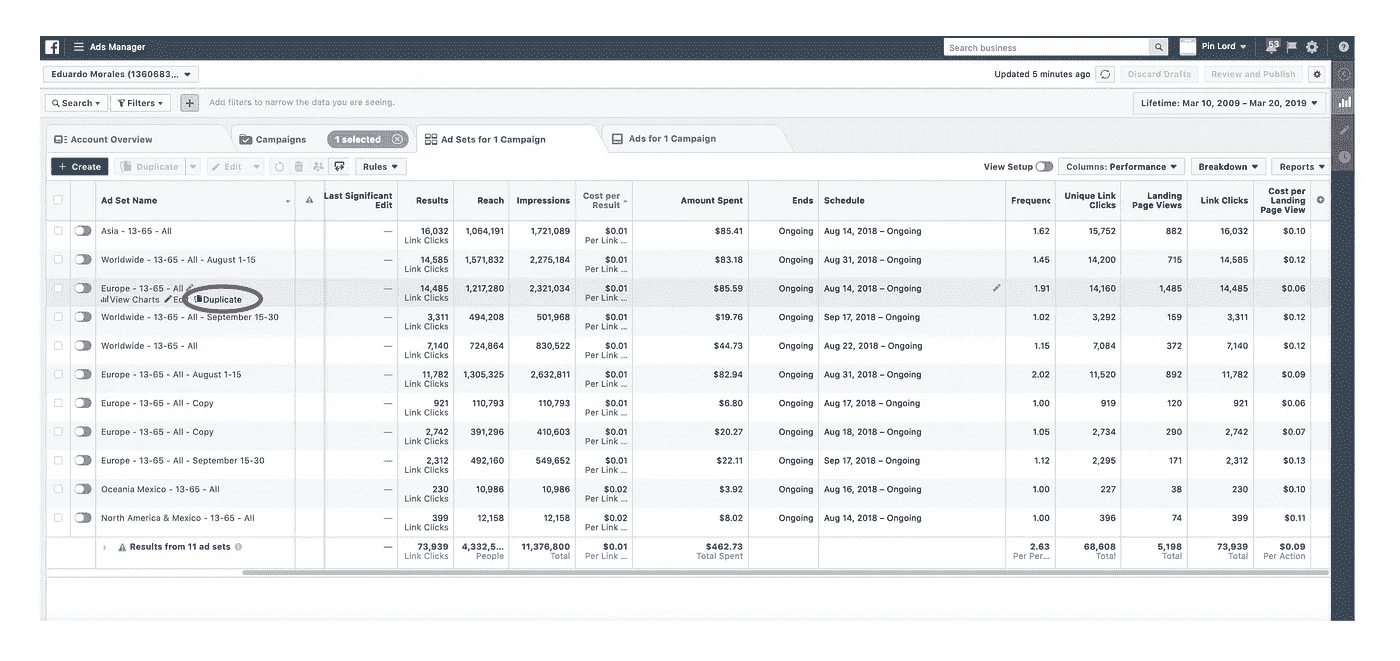 Ads Manager
Search business
Pin Lord
53
Eduardo Morales (1360683...
Updated 5 minutes ago
Discard Drafts
Review and Publish
Search
Filters
Add filters to narrow the data you are seeing.
Lifetime: Mar 10, 2009 – Mar 20, 2019
Account Overview
Campaigns
1 selected
Ad Sets for 1 Campaign
Ads for 1 Campaign
+ Create
Duplicate
Edit
Rules
View Setup
Columns: Performance
Breakdown
Reports
Ad Set Name Last Significant Edit Results Reach Impressions Cost per Result Amount Spent Ends Schedule Frequenc Unique Link Clicks Landing Page Views Link Clicks Cost per Landing Page View
Asia - 13-65 - All — 16,032 1,064,191 1,721,089 $0.01 $85.41 Ongoing Aug 14, 2018 – Ongoing 1.62 15,752 882 16,032 $0.10
Link Clicks Per Link ...
Worldwide - 13-65 - All - August 1-15 — 14,585 1,571,832 2,275,184 $0.01 $83.18 Ongoing Aug 31, 2018 – Ongoing 1.45 14,200 715 14,585 $0.12
Link Clicks Per Link ...
Europe - 13-65 - All — 14,485 1,217,280 2,321,034 $0.01 $85.59 Ongoing Aug 14, 2018 – Ongoing 1.91 14,160 1,485 14,485 $0.06
View Charts Duplicate Link Clicks Per Link ...
Worldwide - 13-65 - All - September 15-30 — 3,311 494,208 501,968 $0.01 $19.76 Ongoing Sep 17, 2018 – Ongoing 1.02 3,292 159 3,311 $0.12
Link Clicks Per Link ...
Worldwide - 13-65 - All — 7,140 724,864 830,522 $0.01 $44.73 Ongoing Aug 22, 2018 – Ongoing 1.15 7,084 372 7,140 $0.12
Link Clicks Per Link ...
Europe - 13-65 - All - August 1-15 — 11,782 1,305,325 2,632,811 $0.01 $82.94 Ongoing Aug 31, 2018 – Ongoing 2.02 11,520 892 11,782 $0.09
Link Clicks Per Link ...
Europe - 13-65 - All - Copy — 921 110,793 110,793 $0.01 $6.80 Ongoing Aug 17, 2018 – Ongoing 1.00 919 120 921 $0.06
Link Clicks Per Link ...
Europe - 13-65 - All - Copy — 2,742 391,296 410,603 $0.01 $20.27 Ongoing Aug 18, 2018 – Ongoing 1.05 2,734 290 2,742 $0.07
Link Clicks Per Link ...
Europe - 13-65 - All - September 15-30 — 2,312 492,160 549,652 $0.01 $22.11 Ongoing Sep 17, 2018 – Ongoing 1.12 2,295 171 2,312 $0.13
Link Clicks Per Link ...
Oceania Mexico - 13-65 - All — 230 10,986 10,986 $0.02 $3.92 Ongoing Aug 16, 2018 – Ongoing 1.00 227 38 230 $0.10
Link Clicks Per Link ...
North America & Mexico - 13-65 - All — 399 12,158 12,158 $0.02 $8.02 Ongoing Aug 14, 2018 – Ongoing 1.00 396 74 399 $0.11
Link Clicks Per Link ...
Results from 11 ad sets — 73,939 4,332,5... 11,376,800 $0.01 $462.73 2.63 68,608 5,198 73,939 $0.09
Link Clicks People Total Per Link ... Total Spent Per Per... Total Total Total Per Action